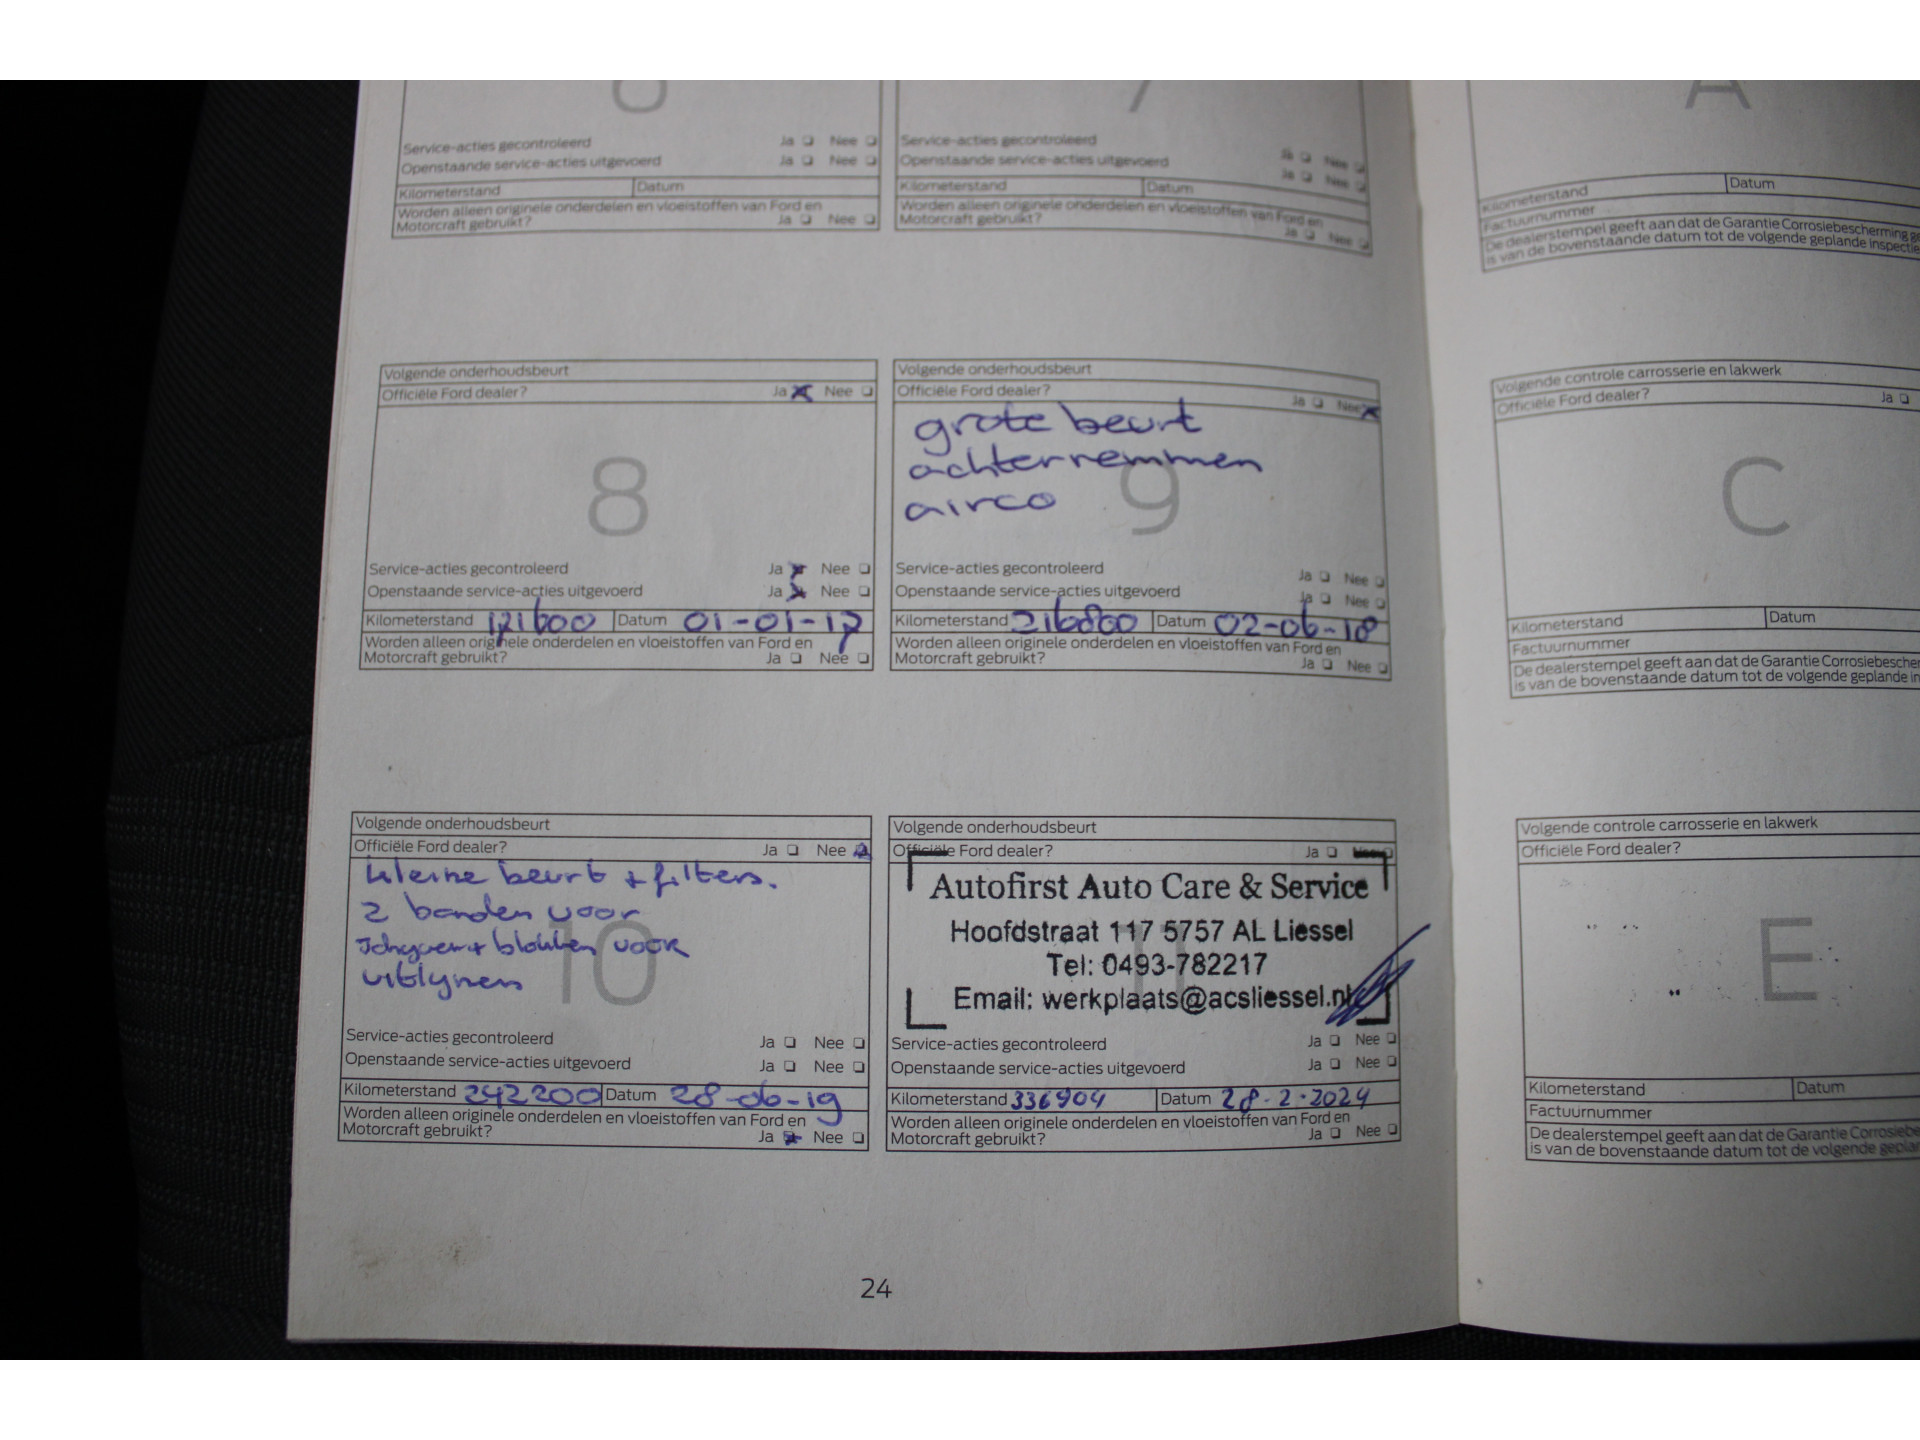 6
Service-acties gecontroleerd Ja Nee
Openstaande service-acties uitgevoerd Ja Nee
Kilometerstand Datum
Worden alleen originele onderdelen en vloeistoffen van Ford en
Motorcraft gebruikt? Ja Nee
7
Service-acties gecontroleerd Ja Nee
Openstaande service-acties uitgevoerd Ja Nee
Kilometerstand Datum
Worden alleen originele onderdelen en vloeistoffen van Ford en
Motorcraft gebruikt? Ja Nee
Volgende onderhoudsbeurt
Officiële Ford dealer? Ja Nee
8
Service-acties gecontroleerd Ja Nee
Openstaande service-acties uitgevoerd Ja Nee
Kilometerstand 171600 Datum 01-01-17
Worden alleen originele onderdelen en vloeistoffen van Ford en
Motorcraft gebruikt? Ja Nee
Volgende onderhoudsbeurt
Officiële Ford dealer? Ja Nee
grote beurt
achterremmen
airco
9
Service-acties gecontroleerd Ja Nee
Openstaande service-acties uitgevoerd Ja Nee
Kilometerstand 216800 Datum 02-06-18
Worden alleen originele onderdelen en vloeistoffen van Ford en
Motorcraft gebruikt? Ja Nee
Volgende onderhoudsbeurt
Officiële Ford dealer? Ja Nee
kleine beurt + filters.
2 banden voor
blokken voor
uitlijnen
10
Service-acties gecontroleerd Ja Nee
Openstaande service-acties uitgevoerd Ja Nee
Kilometerstand 242200 Datum 28-06-19
Worden alleen originele onderdelen en vloeistoffen van Ford en
Motorcraft gebruikt? Ja Nee
Volgende onderhoudsbeurt
Officiële Ford dealer? Ja Nee
Autofirst Auto Care & Service
Hoofdstraat 117 5757 AL Liessel
Tel: 0493-782217
Email: werkplaats@acsliessel.nl
11
Service-acties gecontroleerd Ja Nee
Openstaande service-acties uitgevoerd Ja Nee
Kilometerstand 336904 Datum 28-2-2024
Worden alleen originele onderdelen en vloeistoffen van Ford en
Motorcraft gebruikt? Ja Nee
24
A
Kilometerstand Datum
Factuurnummer
De dealerstempel geeft aan dat de Garantie Corrosiebescherming
is van de bovenstaande datum tot de volgende geplande inspectie
Volgende controle carrosserie en lakwerk
Officiële Ford dealer? Ja
C
Kilometerstand Datum
Factuurnummer
De dealerstempel geeft aan dat de Garantie Corrosiebescher
is van de bovenstaande datum tot de volgende geplande in
Volgende controle carrosserie en lakwerk
Officiële Ford dealer?
E
Kilometerstand Datum
Factuurnummer
De dealerstempel geeft aan dat de Garantie Corrosiebe
is van de bovenstaande datum tot de volgende gepla